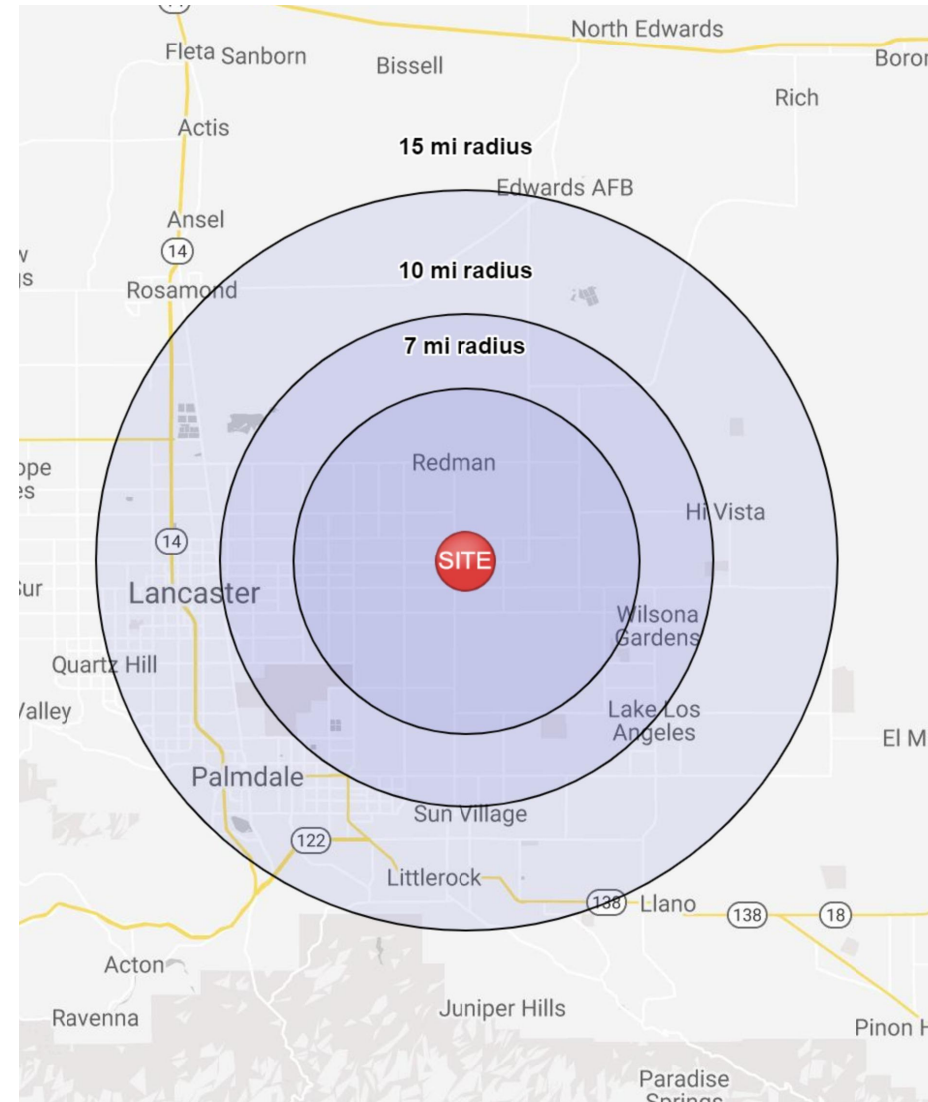 North Edwards
Fleta
Sanborn
Bissell
Rich
Actis
15 mi radius
Edwards AFB
Ansel
14
10 mi radius
Rosamond
7 mi radius
Redman
Hi Vista
14
SITE
Lancaster
Wilsona
Gardens
Quartz Hill
Lake Los
Angeles
Palmdale
Sun Village
122
Littlerock
138
Llano
138
18
Acton
Juniper Hills
Ravenna
Paradise
Springs